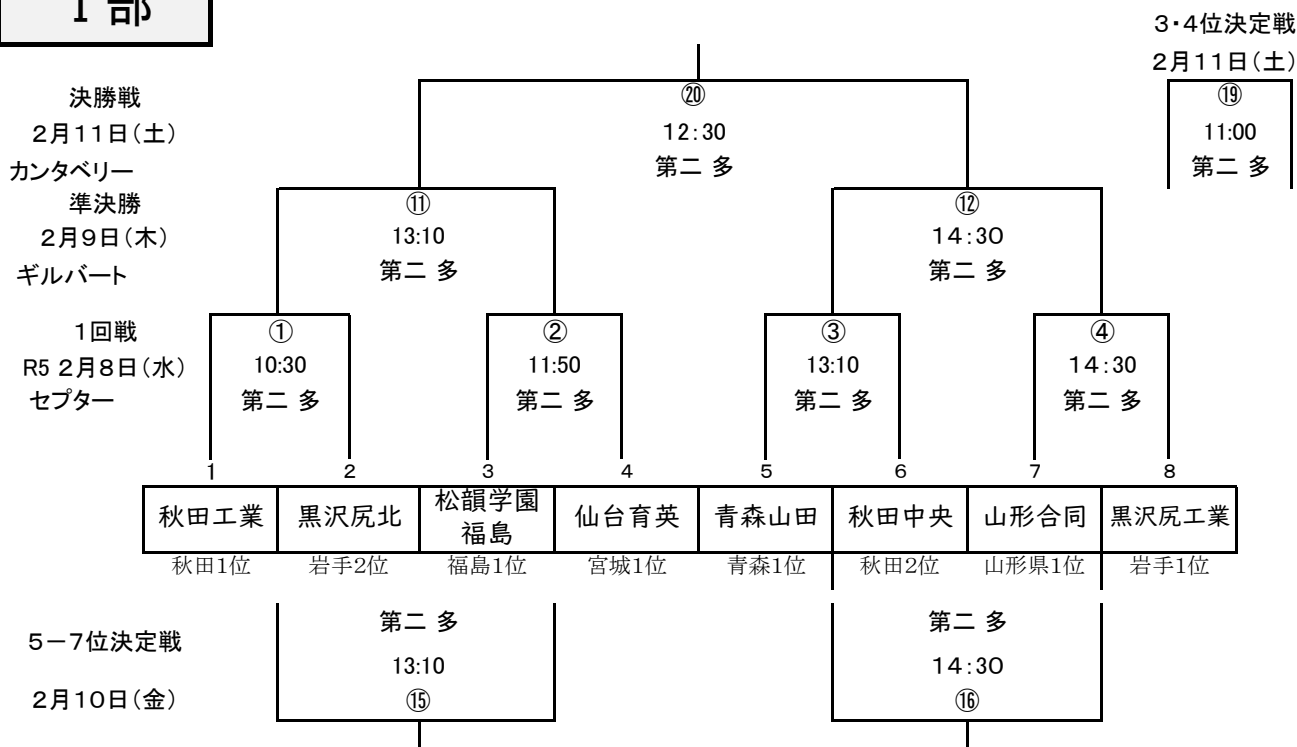 Ⅰ部
3・4位決定戦
2月11日(土)
⑲
11:00
第二 多
決勝戦
2月11日(土)
カンタベリー
⑳
12:30
第二 多
準決勝
2月9日(木)
ギルバート
⑪
13:10
第二 多
⑫
14:30
第二 多
1回戦
R5 2月8日(水)
セプター
①
10:30
第二 多
②
11:50
第二 多
③
13:10
第二 多
④
14:30
第二 多
1 2 3 4 5 6 7 8
秋田工業
黒沢尻北
松韻学園
福島
仙台育英
青森山田
秋田中央
山形合同
黒沢尻工業
秋田1位 岩手2位 福島1位 宮城1位 青森1位 秋田2位 山形県1位 岩手1位
5-7位決定戦
2月10日(金)
第二 多
13:10
⑮
第二 多
14:30
⑯